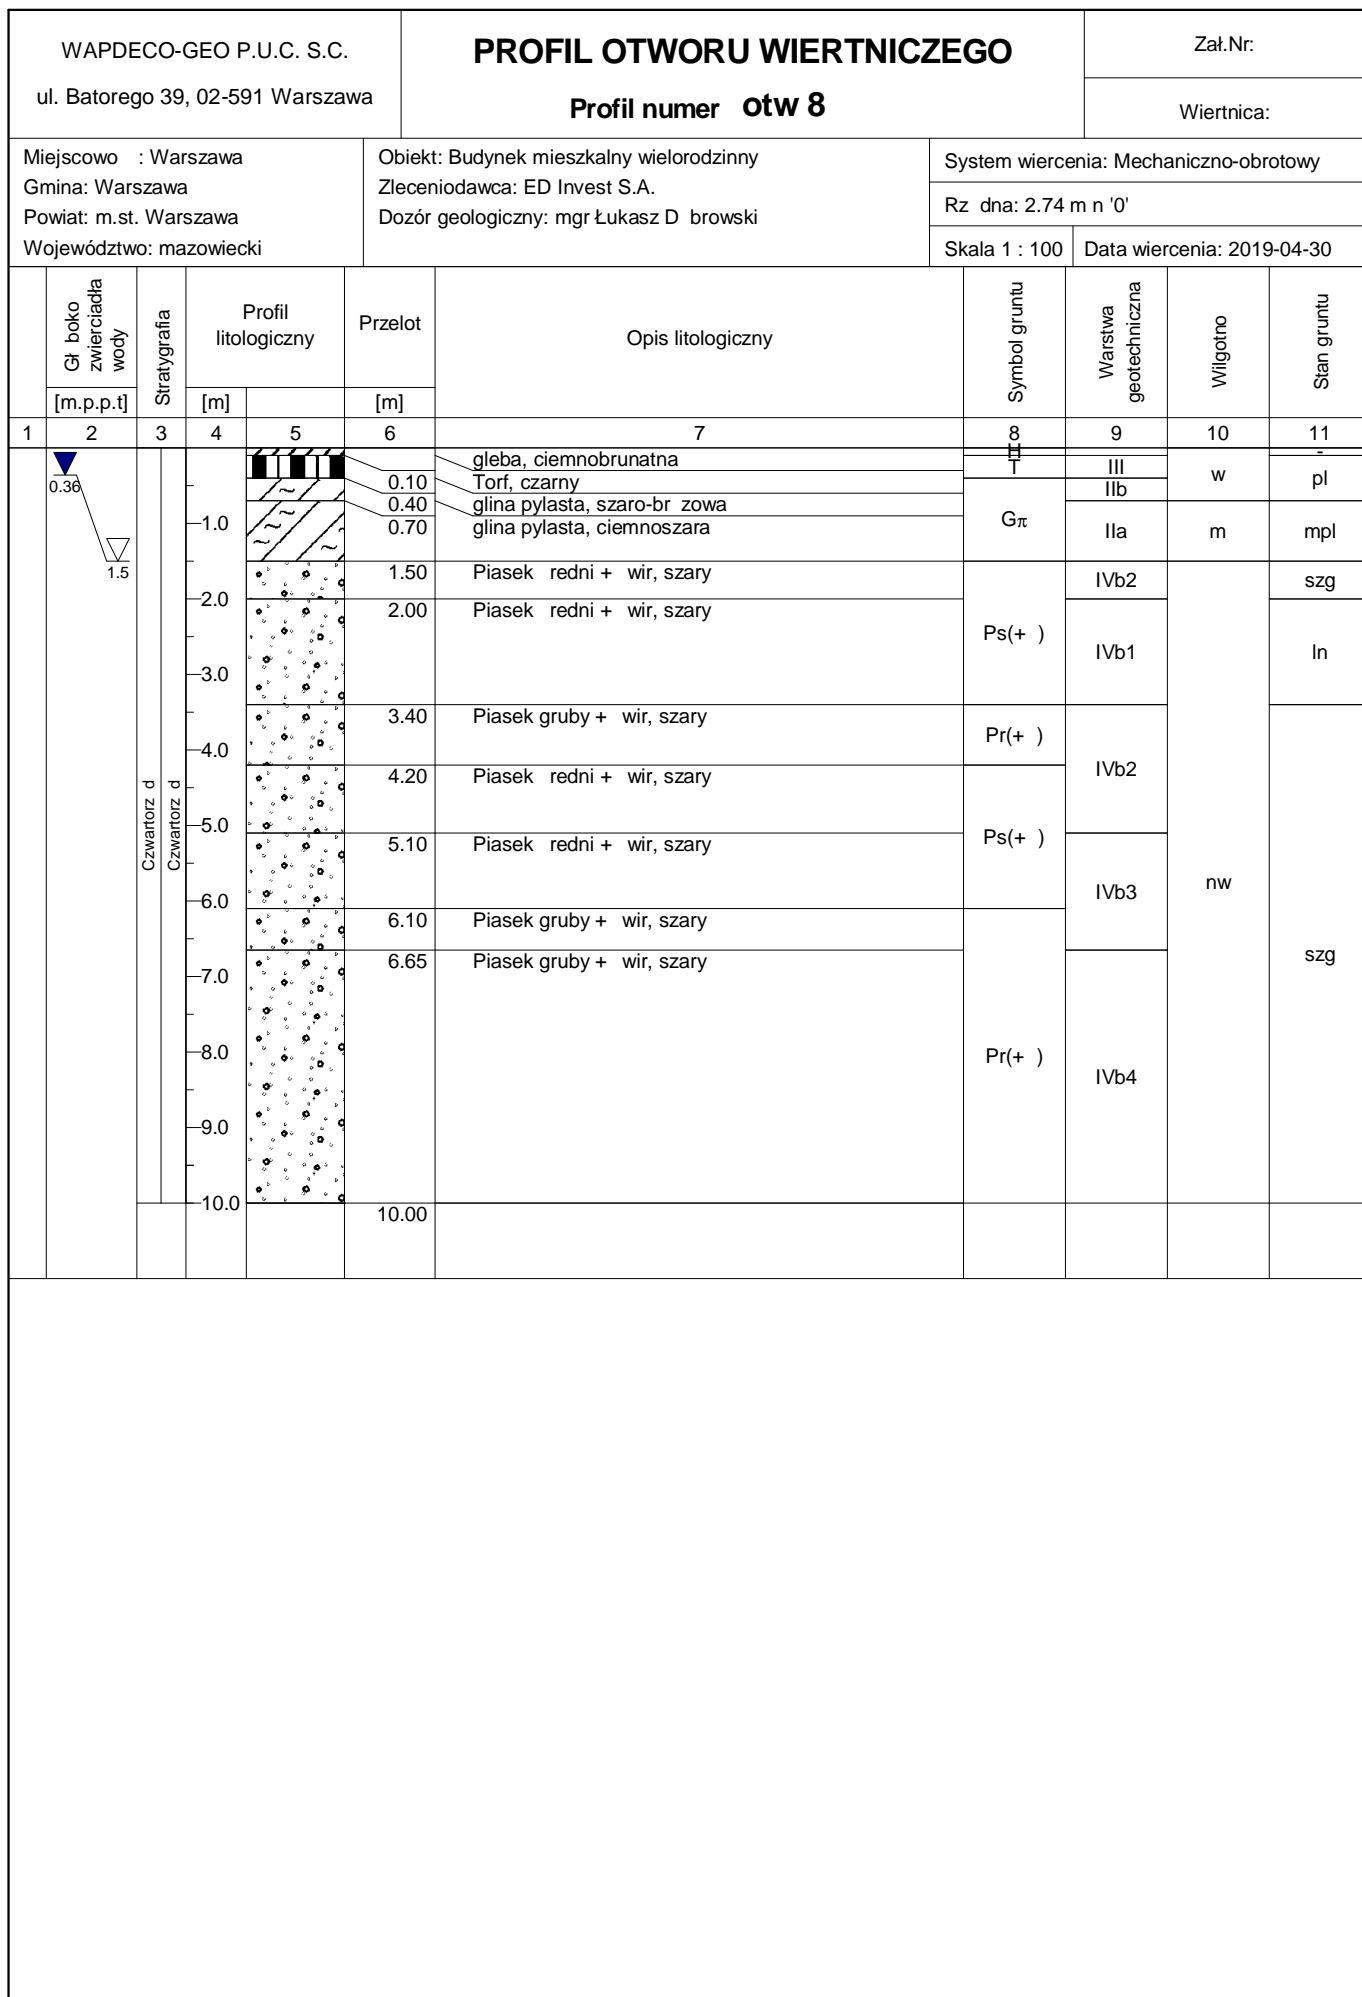 WAPDECO-GEO P.U.C. S.C.
ul. Batorego 39, 02-591 Warszawa
PROFIL OTWORU WIERTNICZEGO
Profil numer otw 8
Zał.Nr:
Wiertnica:
Miejscowo : Warszawa
Gmina: Warszawa
Powiat: m.st. Warszawa
Województwo: mazowiecki
Obiekt: Budynek mieszkalny wielorodzinny
Zleceniodawca: ED Invest S.A.
Dozór geologiczny: mgr Łukasz D browski
System wiercenia: Mechaniczno-obrotowy
Rz dna: 2.74 m n '0'
Skala 1 : 100
Data wiercenia: 2019-04-30
Gł boko
zwierciadła
wody
[m.p.p.t]
Stratygrafia
Profil
litologiczny
[m]
Przelot
[m]
Opis litologiczny
Symbol gruntu
Warstwa
geotechniczna
Wilgotno
Stan gruntu
1 2 3 4 5 6 7 8 9 10 11
gleba, ciemnobrunatna H -
0.10 Torf, czarny T III w pl
0.36
0.40 glina pylasta, szaro-br zowa IIb
1.0 0.70 glina pylasta, ciemnoszara Gπ IIa m mpl
1.5
1.50 Piasek redni + wir, szary IVb2 szg
2.0 2.00 Piasek redni + wir, szary
Ps(+ ) IVb1 ln
3.0
3.40 Piasek gruby + wir, szary
Pr(+ )
4.0
4.20 Piasek redni + wir, szary IVb2
5.0
Ps(+ )
5.10 Piasek redni + wir, szary
Czwartorz d
Czwartorz d
IVb3 nw
6.0
6.10 Piasek gruby + wir, szary
6.65 Piasek gruby + wir, szary szg
7.0
8.0
Pr(+ ) IVb4
9.0
10.0
10.00